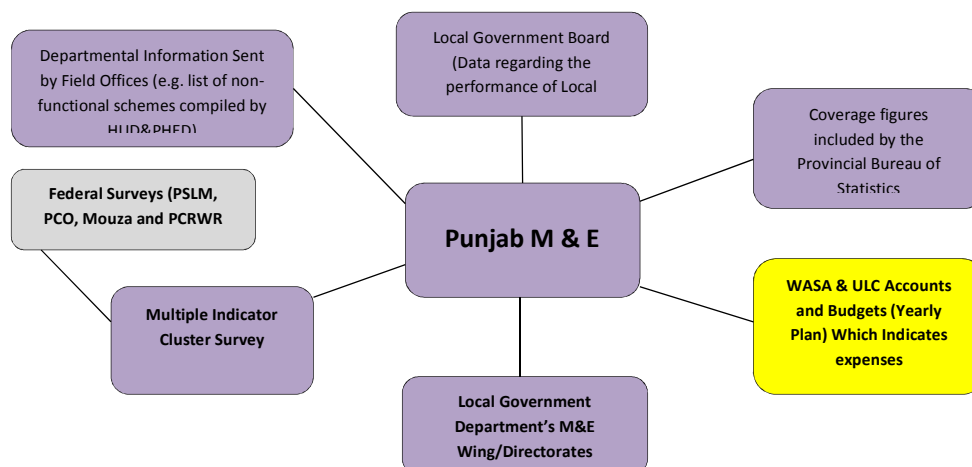 Departmental Information Sent
by Field Offices (e.g. list of non-
functional schemes compiled by
HUD&PHED)
Local Government Board
(Data regarding the
performance of Local
Coverage figures
included by the
Provincial Bureau of
Statistics
Federal Surveys (PSLM,
PCO, Mouza and PCRWR
Punjab M & E
WASA & ULC Accounts
and Budgets (Yearly
Plan) Which Indicates
expenses
Multiple Indicator
Cluster Survey
Local Government
Department's M&E
Wing/Directorates